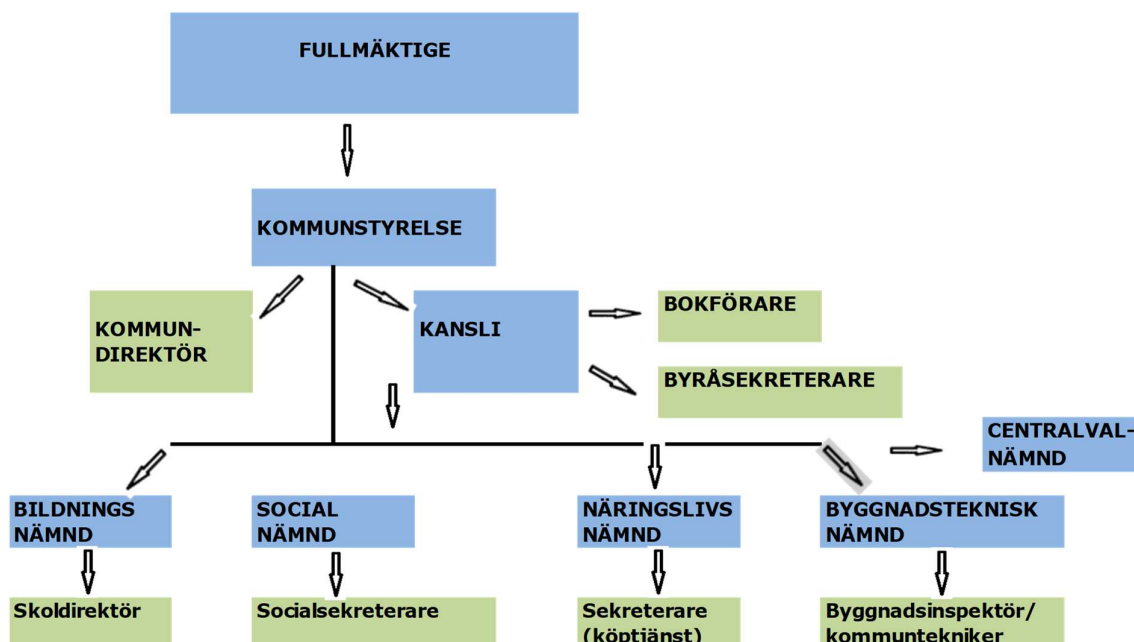 FULLMÄKTIGE
KOMMUNSTYRELSE
KOMMUN-
DIREKTÖR
KANSLI
BOKFÖRARE
BYRÅSEKRETERARE
CENTRALVAL-
NÄMND
BILDNINGS
NÄMND
SOCIAL
NÄMND
NÄRINGSLIVS
NÄMND
BYGGNADSTEKNISK
NÄMND
Skoldirektör
Socialsekreterare
Sekreterare
(köptjänst)
Byggnadsinspektör/
kommuntekniker